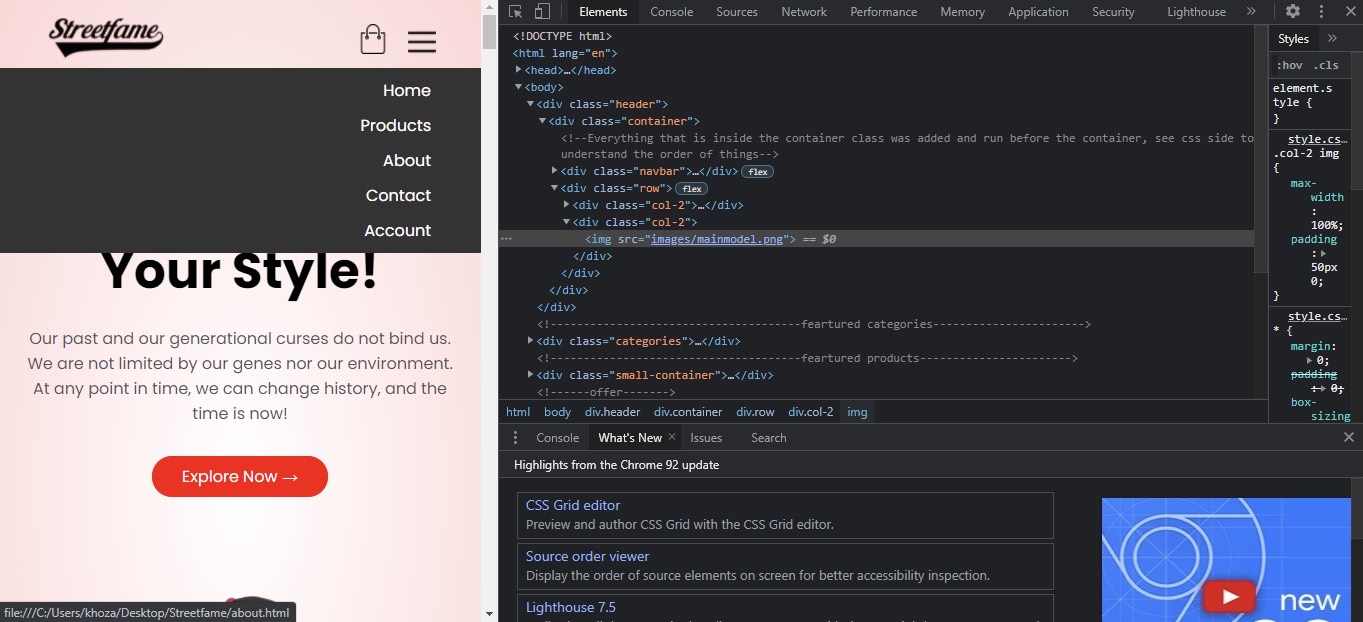 Streetfame
Home
Products
About
Contact
Account
Your Style!
Our past and our generational curses do not bind us.
We are not limited by our genes nor our environment.
At any point in time, we can change history, and the
time is now!
Explore Now →
file:///C:/Users/khoza/Desktop/Streetfame/about.html
Elements Console Sources Network Performance Memory Application Security Lighthouse »
<!DOCTYPE html>
<html lang="en">
<head>…</head>
<body>
<div class="header">
<div class="container">
<!--Everything that is inside the container class was added and run before the container, see css side to
understand the order of things-->
<div class="navbar">…</div> flex
<div class="row"> flex
<div class="col-2">…</div>
<div class="col-2">
… <img src="images/mainmodel.png"> == $0
</div>
</div>
</div>
</div>
<!--------------------------------------feartured categories----------------------->
<div class="categories">…</div>
<!--------------------------------------feartured products----------------------->
<div class="small-container">…</div>
<!------offer------->
html body div.header div.container div.row div.col-2 img
Styles »
:hov .cls
element.s
tyle {
}
style.cs…
.col-2 img
{
max-
width
:
100%;
padding
:
50px
0;
}
style.cs…
* {
margin:
0;
padding
: 0;
box-
sizing
Console What's New × Issues Search
Highlights from the Chrome 92 update
CSS Grid editor
Preview and author CSS Grid with the CSS Grid editor.
Source order viewer
Display the order of source elements on screen for better accessibility inspection.
Lighthouse 7.5
new